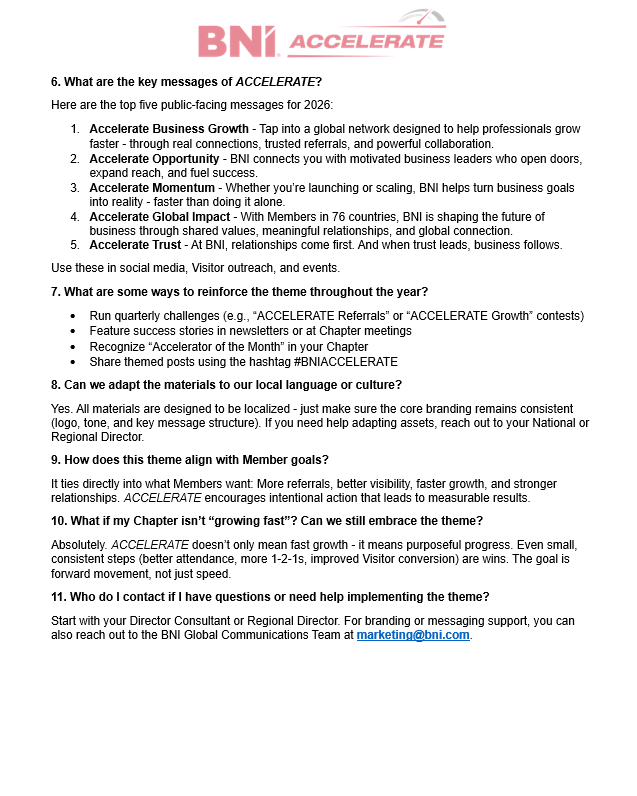 BNI ACCELERATE
6. What are the key messages of ACCELERATE?
Here are the top five public-facing messages for 2026:
1. Accelerate Business Growth - Tap into a global network designed to help professionals grow
faster - through real connections, trusted referrals, and powerful collaboration.
2. Accelerate Opportunity - BNI connects you with motivated business leaders who open doors,
expand reach, and fuel success.
3. Accelerate Momentum - Whether you’re launching or scaling, BNI helps turn business goals
into reality - faster than doing it alone.
4. Accelerate Global Impact - With Members in 76 countries, BNI is shaping the future of
business through shared values, meaningful relationships, and global connection.
5. Accelerate Trust - At BNI, relationships come first. And when trust leads, business follows.
Use these in social media, Visitor outreach, and events.
7. What are some ways to reinforce the theme throughout the year?
• Run quarterly challenges (e.g., “ACCELERATE Referrals” or “ACCELERATE Growth” contests)
• Feature success stories in newsletters or at Chapter meetings
• Recognize “Accelerator of the Month” in your Chapter
• Share themed posts using the hashtag #BNIACCELERATE
8. Can we adapt the materials to our local language or culture?
Yes. All materials are designed to be localized - just make sure the core branding remains consistent
(logo, tone, and key message structure). If you need help adapting assets, reach out to your National or
Regional Director.
9. How does this theme align with Member goals?
It ties directly into what Members want: More referrals, better visibility, faster growth, and stronger
relationships. ACCELERATE encourages intentional action that leads to measurable results.
10. What if my Chapter isn’t “growing fast”? Can we still embrace the theme?
Absolutely. ACCELERATE doesn’t only mean fast growth - it means purposeful progress. Even small,
consistent steps (better attendance, more 1-2-1s, improved Visitor conversion) are wins. The goal is
forward movement, not just speed.
11. Who do I contact if I have questions or need help implementing the theme?
Start with your Director Consultant or Regional Director. For branding or messaging support, you can
also reach out to the BNI Global Communications Team at marketing@bni.com.